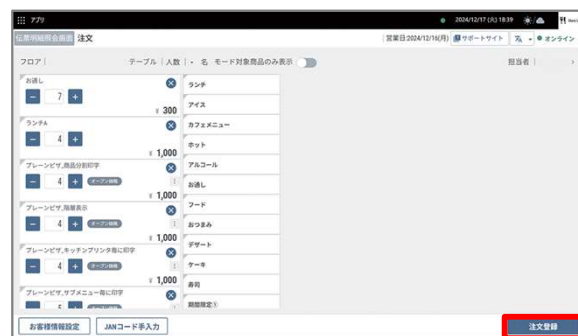 アプリ
2024/12/17 (火) 18:39
伝票明細照会画面 注文
営業日:2024/12/16(月) サポートサイト オンライン
フロア | テーブル | 人数 | - 名 モード対象商品のみ表示
担当者 |
お通し
- 7 +
¥ 300
ランチA
- 4 +
¥ 1,000
プレーンピザ_商品分割印字
- 4 + オープン価格
¥ 1,000
プレーンピザ_階層表示
- 4 + オープン価格
¥ 1,000
プレーンピザ_キッチンプリンタ毎に印字
- 4 + オープン価格
¥ 1,000
プレーンピザ_サブメニュー毎に印字
- 5 + オープン価格
ランチ
アイス
カフェメニュー
ホット
アルコール
お通し
フード
おつまみ
デザート
ケーキ
寿司
期間限定①
お客様情報設定
JANコード手入力
注文登録